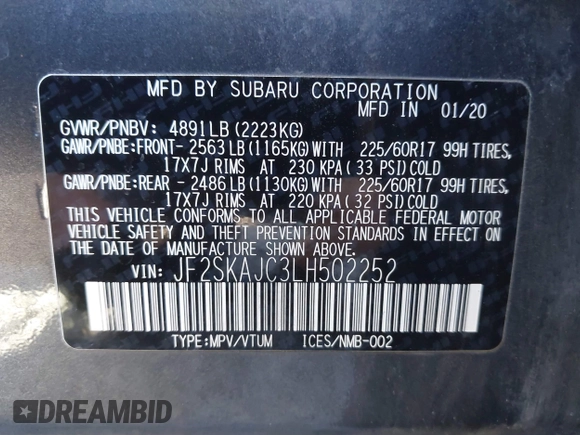 MFD BY SUBARU CORPORATION
MFD IN 01/20
GVWR/PNBV: 4891LB(2223KG)
GAWR/PNBE:FRONT- 2563LB(1165KG)WITH 225/60R17 99H TIRES,
17X7J RIMS AT 230 KPA(33 PSI)COLD
GAWR/PNBE:REAR - 2486LB(1130KG)WITH 225/60R17 99H TIRES,
17X7J RIMS AT 220 KPA(32 PSI)COLD
THIS VEHICLE CONFORMS TO ALL APPLICABLE FEDERAL MOTOR
VEHICLE SAFETY AND THEFT PREVENTION STANDARDS IN EFFECT
ON THE DATE OF MANUFACTURE SHOWN ABOVE.
VIN: JF2SKAJC3LH502252
TYPE:MPV/VTUM ICES/NMB-002
DREAMBID